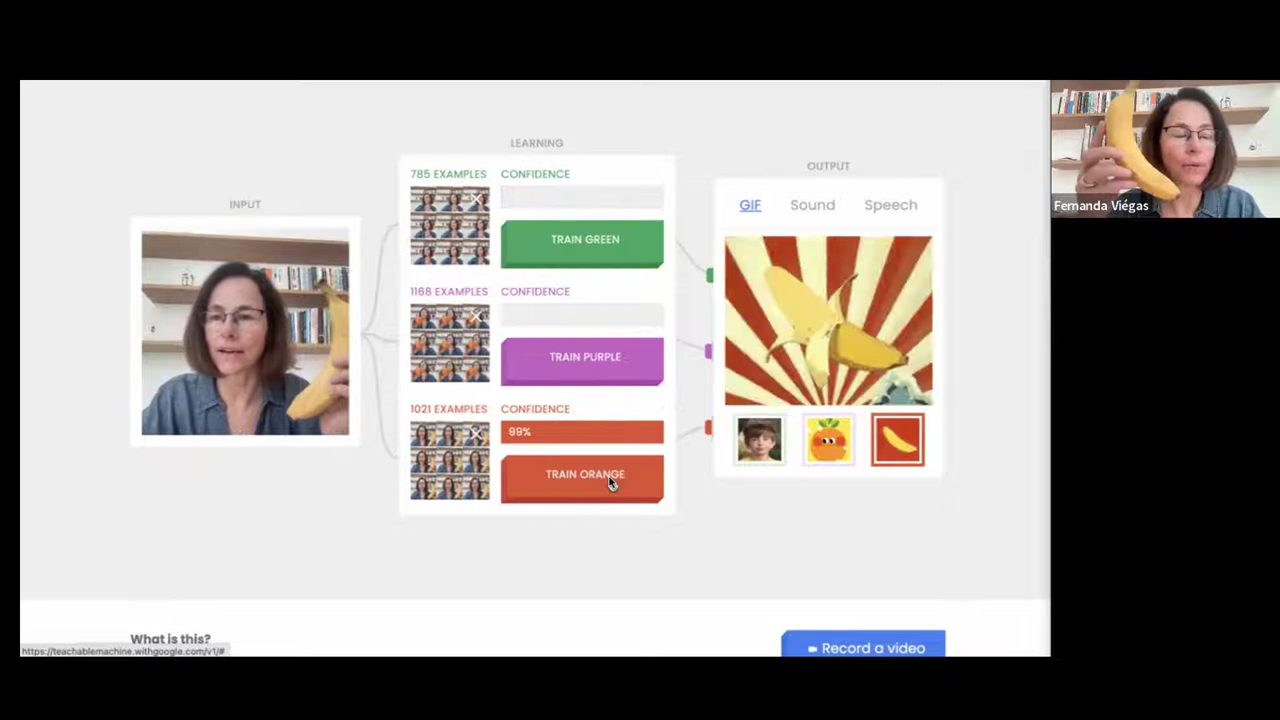 INPUT
LEARNING
785 EXAMPLES CONFIDENCE
TRAIN GREEN
1168 EXAMPLES CONFIDENCE
TRAIN PURPLE
1021 EXAMPLES CONFIDENCE
99%
TRAIN ORANGE
OUTPUT
GIF Sound Speech
Fernanda Viégas
What is this?
https://teachablemachine.withgoogle.com/v1/#
Record a video